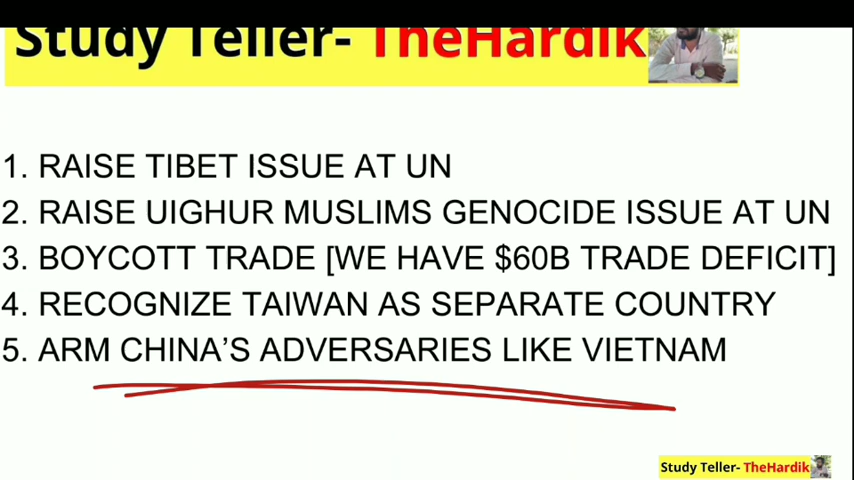 Study Teller- TheHardik
1. RAISE TIBET ISSUE AT UN
2. RAISE UIGHUR MUSLIMS GENOCIDE ISSUE AT UN
3. BOYCOTT TRADE [WE HAVE $60B TRADE DEFICIT]
4. RECOGNIZE TAIWAN AS SEPARATE COUNTRY
5. ARM CHINA’S ADVERSARIES LIKE VIETNAM
Study Teller- TheHardik